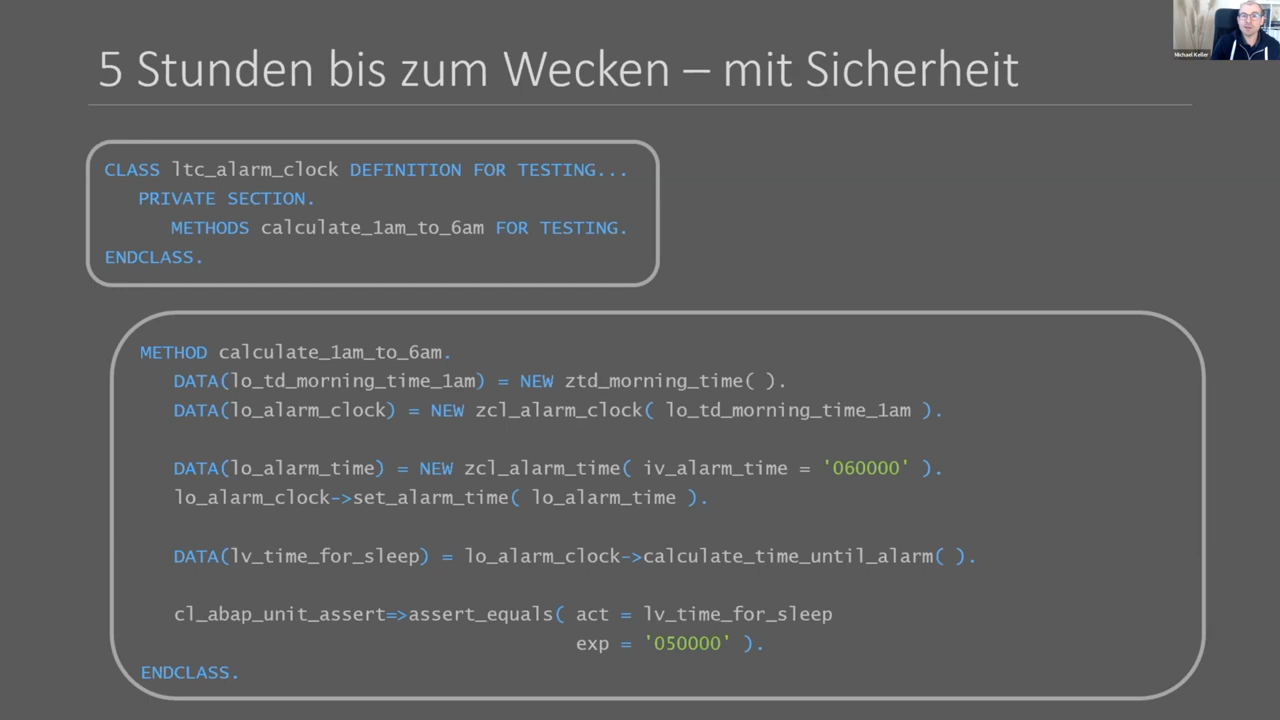 5 Stunden bis zum Wecken – mit Sicherheit
Michael Keller
CLASS ltc_alarm_clock DEFINITION FOR TESTING...
PRIVATE SECTION.
METHODS calculate_1am_to_6am FOR TESTING.
ENDCLASS.
METHOD calculate_1am_to_6am.
DATA(lo_td_morning_time_1am) = NEW ztd_morning_time( ).
DATA(lo_alarm_clock) = NEW zcl_alarm_clock( lo_td_morning_time_1am ).
DATA(lo_alarm_time) = NEW zcl_alarm_time( iv_alarm_time = '060000' ).
lo_alarm_clock->set_alarm_time( lo_alarm_time ).
DATA(lv_time_for_sleep) = lo_alarm_clock->calculate_time_until_alarm( ).
cl_abap_unit_assert=>assert_equals( act = lv_time_for_sleep
exp = '050000' ).
ENDCLASS.